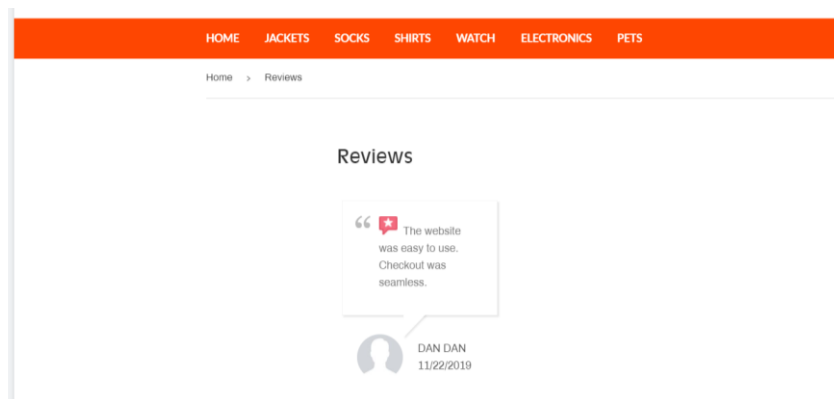 HOME JACKETS SOCKS SHIRTS WATCH ELECTRONICS PETS
Home > Reviews
Reviews
“ The website
was easy to use.
Checkout was
seamless.
DAN DAN
11/22/2019